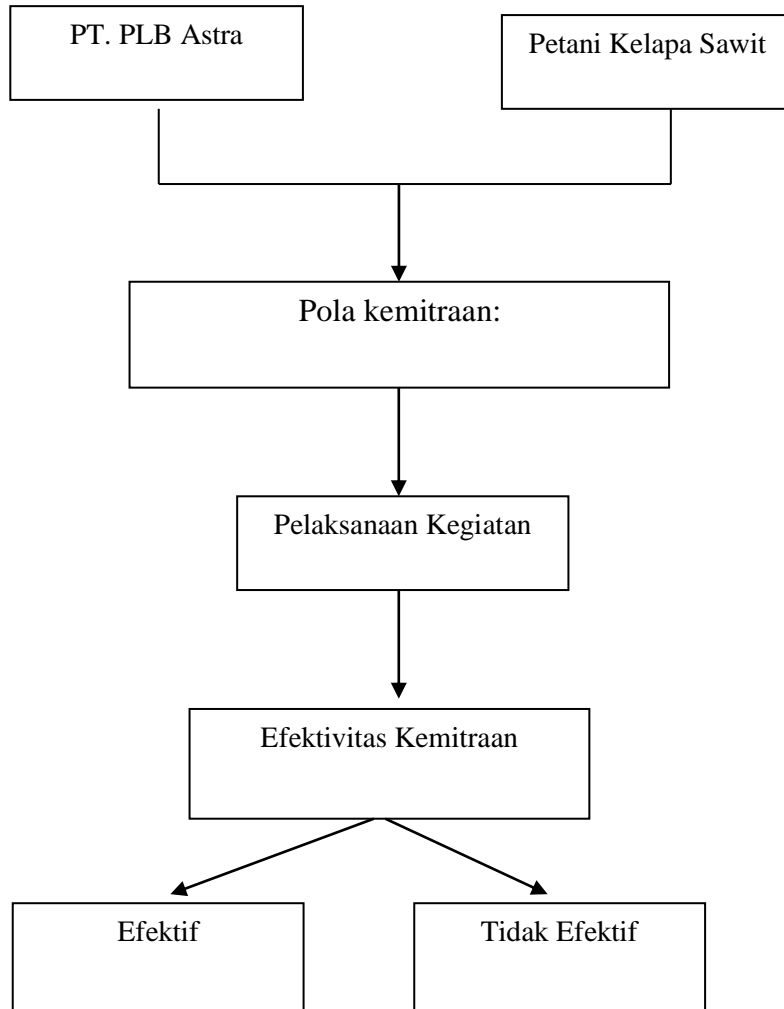 PT. PLB Astra
Petani Kelapa Sawit
Pola kemitraan:
Pelaksanaan Kegiatan
Efektivitas Kemitraan
Efektif
Tidak Efektif